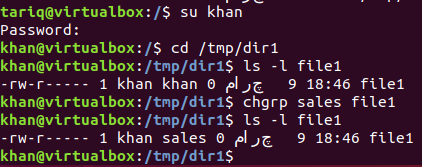 tariq@virtualbox:/$ su khan
Password:
khan@virtualbox:/$ cd /tmp/dir1
khan@virtualbox:/tmp/dir1$ ls -l file1
-rw-r----- 1 khan khan 0 مارچ   9 18:46 file1
khan@virtualbox:/tmp/dir1$ chgrp sales file1
khan@virtualbox:/tmp/dir1$ ls -l file1
-rw-r----- 1 khan sales 0 مارچ   9 18:46 file1
khan@virtualbox:/tmp/dir1$